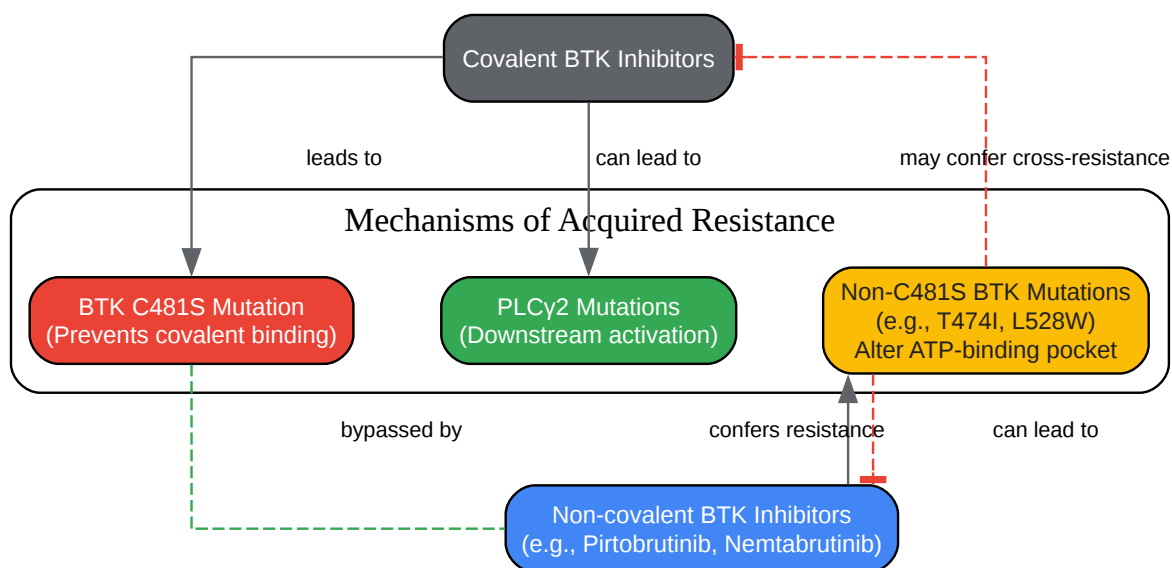 Covalent BTK Inhibitors
leads to
can lead to
may confer cross-resistance
Mechanisms of Acquired Resistance
BTK C481S Mutation
(Prevents covalent binding)
PLCγ2 Mutations
(Downstream activation)
Non-C481S BTK Mutations
(e.g., T474I, L528W)
Alter ATP-binding pocket
bypassed by
confers resistance
can lead to
Non-covalent BTK Inhibitors
(e.g., Pirtobrutinib, Nemtabrutinib)